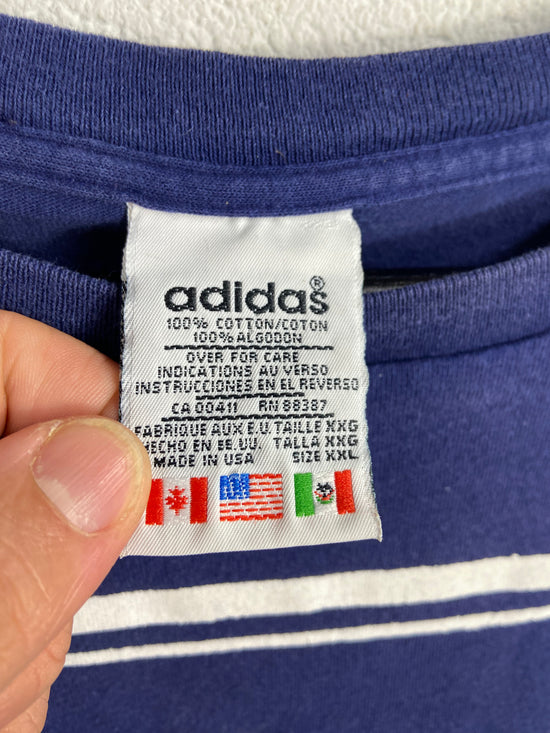 adidas®
100% COTTON/COTON
100% ALGODON
OVER FOR CARE
INDICATIONS AU VERSO
INSTRUCCIONES EN EL REVERSO
CA 00411 RN 88387
FABRIQUE AUX E.U. TAILLE XXG
HECHO EN EE.UU. TALLA XXG
MADE IN USA SIZE XXL